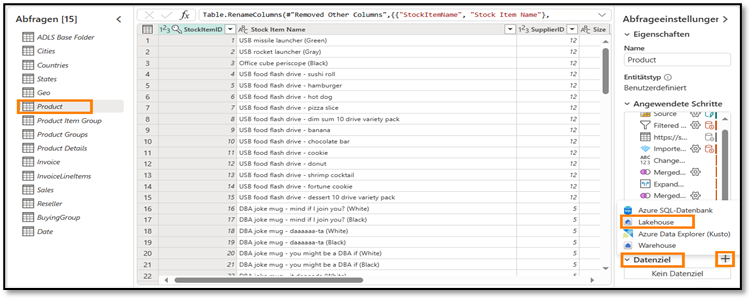 Abfragen [15]
ADLS Base Folder
Cities
Countries
States
Geo
Product
Product Item Group
Product Groups
Product Details
Invoice
InvoiceLineItems
Sales
Reseller
BuyingGroup
Date
fx Table.RenameColumns(#"Removed Other Columns",{{"StockItemName", "Stock Item Name"},
1²3 StockItemID AᴮC Stock Item Name 1²3 SupplierID AᴮC Size
1 1 USB missile launcher (Green) 12
2 2 USB rocket launcher (Gray) 12
3 3 Office cube periscope (Black) 12
4 4 USB food flash drive - sushi roll 12
5 5 USB food flash drive - hamburger 12
6 6 USB food flash drive - hot dog 12
7 7 USB food flash drive - pizza slice 12
8 8 USB food flash drive - dim sum 10 drive variety pack 12
9 9 USB food flash drive - banana 12
10 10 USB food flash drive - chocolate bar 12
11 11 USB food flash drive - cookie 12
12 12 USB food flash drive - donut 12
13 13 USB food flash drive - shrimp cocktail 12
14 14 USB food flash drive - fortune cookie 12
15 15 USB food flash drive - dessert 10 drive variety pack 12
16 16 DBA joke mug - mind if I join you? (White) 5
17 17 DBA joke mug - mind if I join you? (Black) 5
18 18 DBA joke mug - daaaaaa-ta (White) 5
19 19 DBA joke mug - daaaaaa-ta (Black) 5
20 20 DBA joke mug - you might be a DBA if (White) 5
21 21 DBA joke mug - you might be a DBA if (Black) 5
22
Abfrageeinstellungen
Eigenschaften
Name
Product
Entitätstyp
Benutzerdefiniert
Angewendete Schritte
Source
Filtered ...
https://s...
Importe...
ABC 123 Change...
Merged...
Expand...
Merged...
Azure SQL-Datenbank
Lakehouse
Azure Data Explorer (Kusto)
Warehouse
Datenziel +
Kein Datenziel